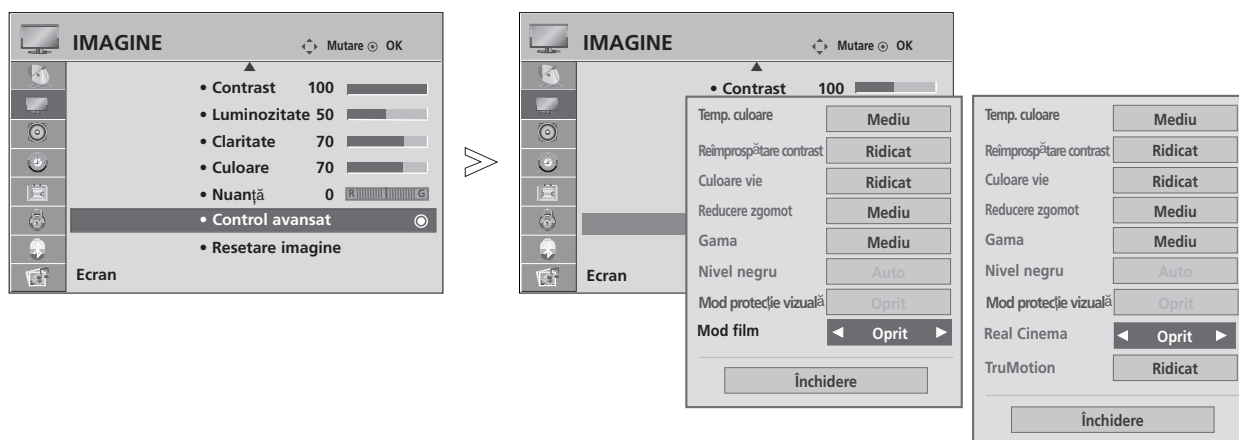 IMAGINE
Mutare OK
• Contrast 100
• Luminozitate 50
• Claritate 70
• Culoare 70
• Nuanță 0 R G
• Control avansat
• Resetare imagine
Ecran
IMAGINE
Mutare OK
• Contrast 100
Ecran
Temp. culoare Mediu
Reîmprospătare contrast Ridicat
Culoare vie Ridicat
Reducere zgomot Mediu
Gama Mediu
Nivel negru Auto
Mod protecție vizuală Oprit
Mod film ◄ Oprit ►
Închidere
Temp. culoare Mediu
Reîmprospătare contrast Ridicat
Culoare vie Ridicat
Reducere zgomot Mediu
Gama Mediu
Nivel negru Auto
Mod protecție vizuală Oprit
Real Cinema ◄ Oprit ►
TruMotion Ridicat
Închidere